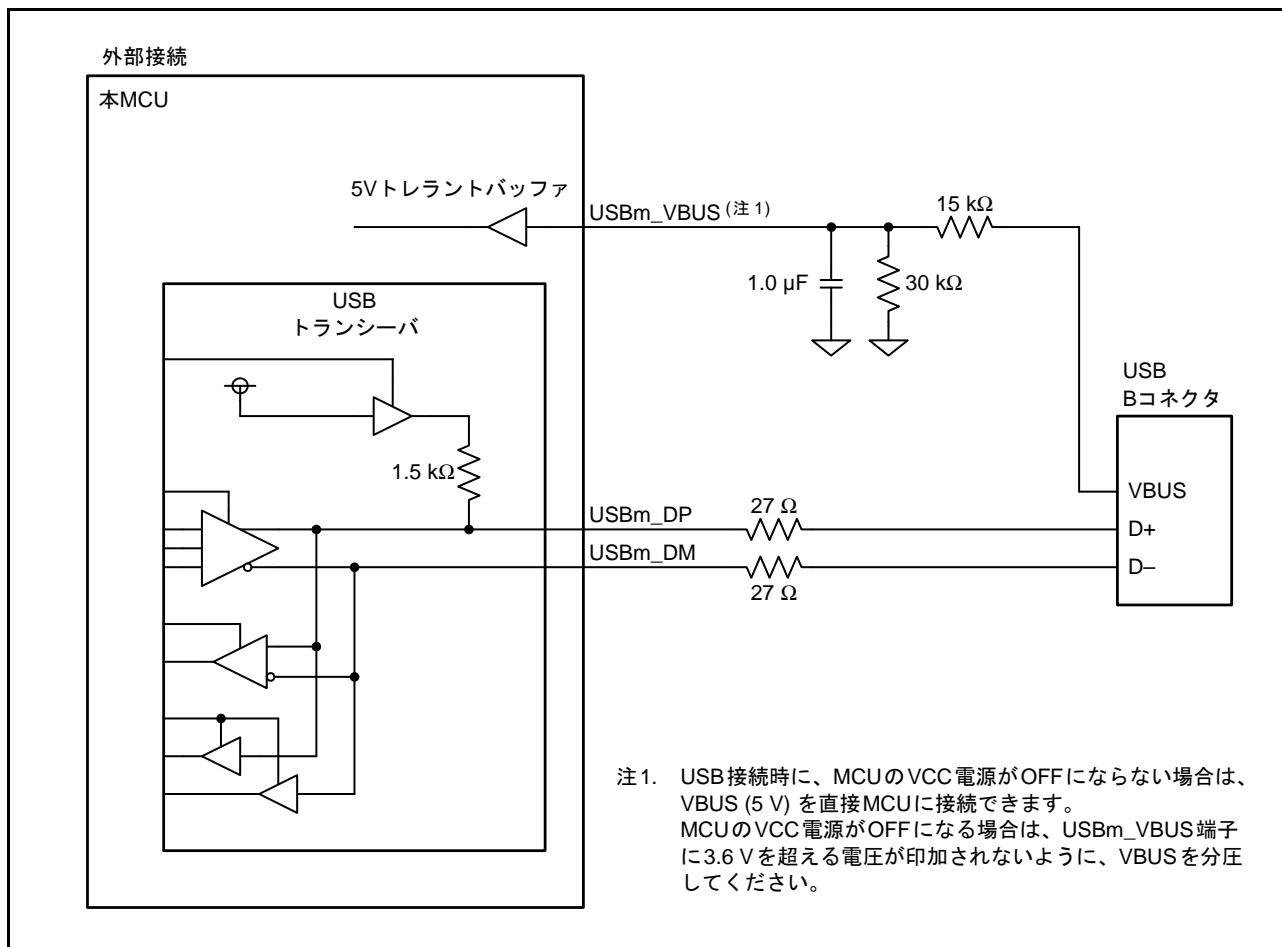 外部接続
本MCU
5Vトレラントバッファ
USBm_VBUS (注 1)
15 kΩ
1.0 µF
30 kΩ
USB
トランシーバ
USB
Bコネクタ
1.5 kΩ
VBUS
USBm_DP
27 Ω
D+
USBm_DM
27 Ω
D–
注1. USB接続時に、MCUのVCC電源がOFFにならない場合は、
VBUS (5 V) を直接MCUに接続できます。
MCUのVCC電源がOFFになる場合は、USBm_VBUS端子
に3.6 Vを超える電圧が印加されないように、VBUSを分圧
してください。